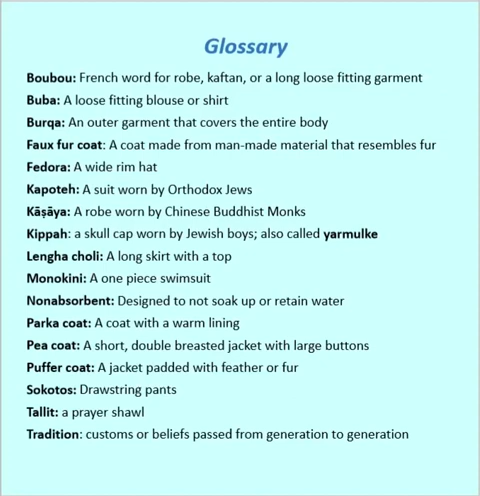 Glossary
Boubou: French word for robe, kaftan, or a long loose fitting garment
Buba: A loose fitting blouse or shirt
Burqa: An outer garment that covers the entire body
Faux fur coat: A coat made from man-made material that resembles fur
Fedora: A wide rim hat
Kapoteh: A suit worn by Orthodox Jews
Kāṣāya: A robe worn by Chinese Buddhist Monks
Kippah: a skull cap worn by Jewish boys; also called yarmulke
Lengha choli: A long skirt with a top
Monokini: A one piece swimsuit
Nonabsorbent: Designed to not soak up or retain water
Parka coat: A coat with a warm lining
Pea coat: A short, double breasted jacket with large buttons
Puffer coat: A jacket padded with feather or fur
Sokotos: Drawstring pants
Tallit: a prayer shawl
Tradition: customs or beliefs passed from generation to generation